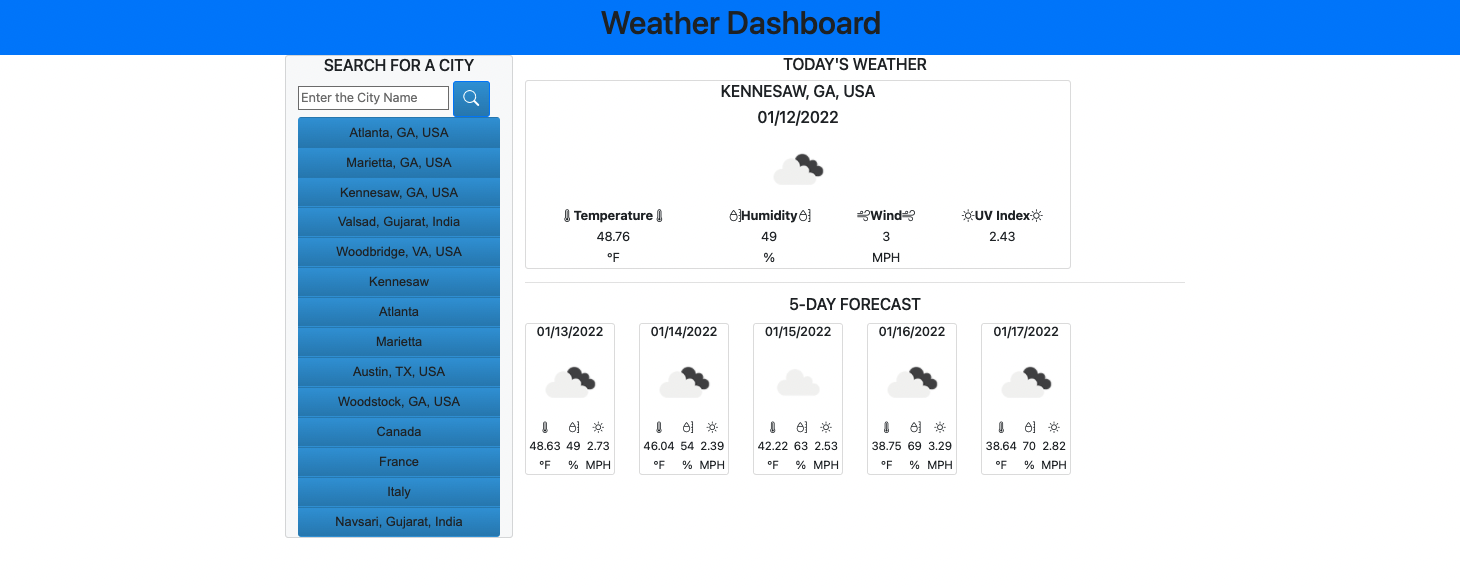 Weather Dashboard
SEARCH FOR A CITY
Enter the City Name
Atlanta, GA, USA
Marietta, GA, USA
Kennesaw, GA, USA
Valsad, Gujarat, India
Woodbridge, VA, USA
Kennesaw
Atlanta
Marietta
Austin, TX, USA
Woodstock, GA, USA
Canada
France
Italy
Navsari, Gujarat, India
TODAY'S WEATHER
KENNESAW, GA, USA
01/12/2022
Temperature Humidity Wind UV Index
48.76 49 3 2.43
°F % MPH
5-DAY FORECAST
01/13/2022 01/14/2022 01/15/2022 01/16/2022 01/17/2022
48.63 49 2.73 46.04 54 2.39 42.22 63 2.53 38.75 69 3.29 38.64 70 2.82
°F % MPH °F % MPH °F % MPH °F % MPH °F % MPH